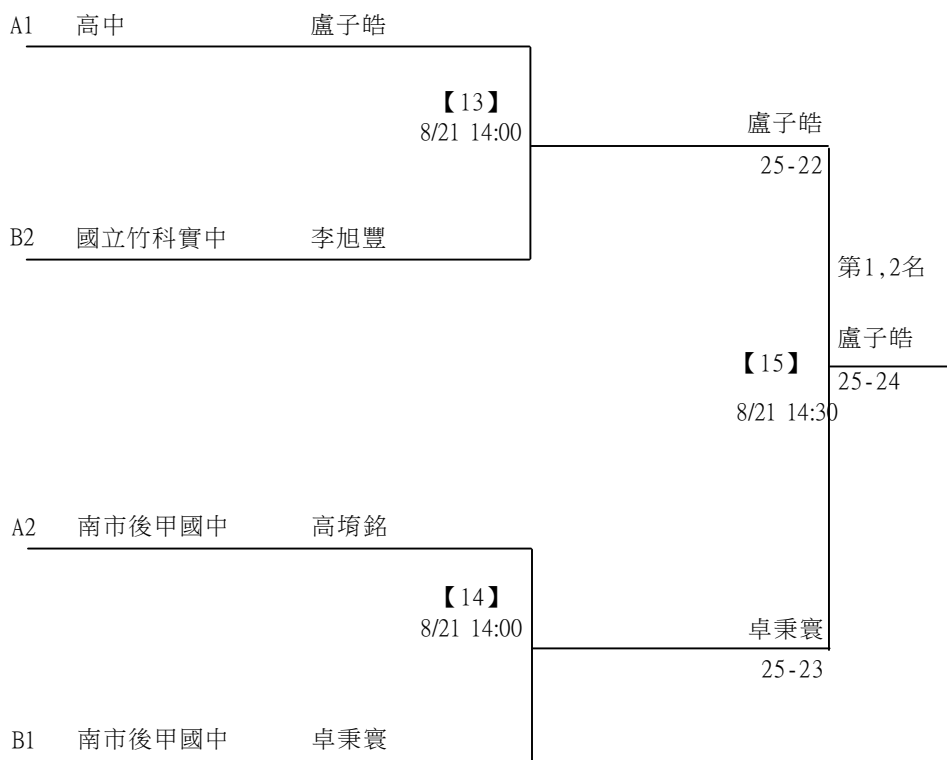 A1 高中 盧子皓
【13】
8/21 14:00
盧子皓
25-22
B2 國立竹科實中 李旭豐
第1,2名
盧子皓
【15】
25-24
8/21 14:30
A2 南市後甲國中 高堉銘
【14】
8/21 14:00
卓秉寰
25-23
B1 南市後甲國中 卓秉寰